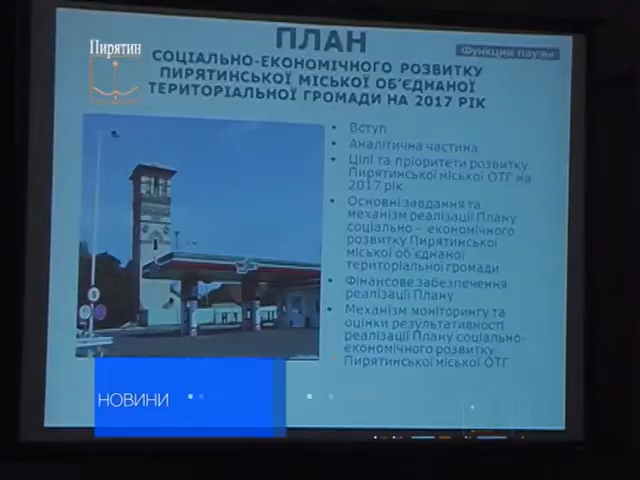 ПЛАН
Пирятин
Функция паузы
СОЦІАЛЬНО-ЕКОНОМІЧНОГО РОЗВИТКУ
ПИРЯТИНСЬКОЇ МІСЬКОЇ ОБ'ЄДНАНОЇ
ТЕРИТОРІАЛЬНОЇ ГРОМАДИ НА 2017 РІК
• Вступ
• Аналітична частина
• Цілі та пріоритети розвитку
Пирятинської міської ОТГ на
2017 рік
• Основні завдання та
механізм реалізації Плану
соціально – економічного
розвитку Пирятинської
міської об'єднаної
територіальної громади
• Фінансове забезпечення
реалізації Плану
• Механізм моніторингу та
оцінки результативності
реалізації Плану соціально-
економічного розвитку
Пирятинської міської ОТГ
НОВИНИ